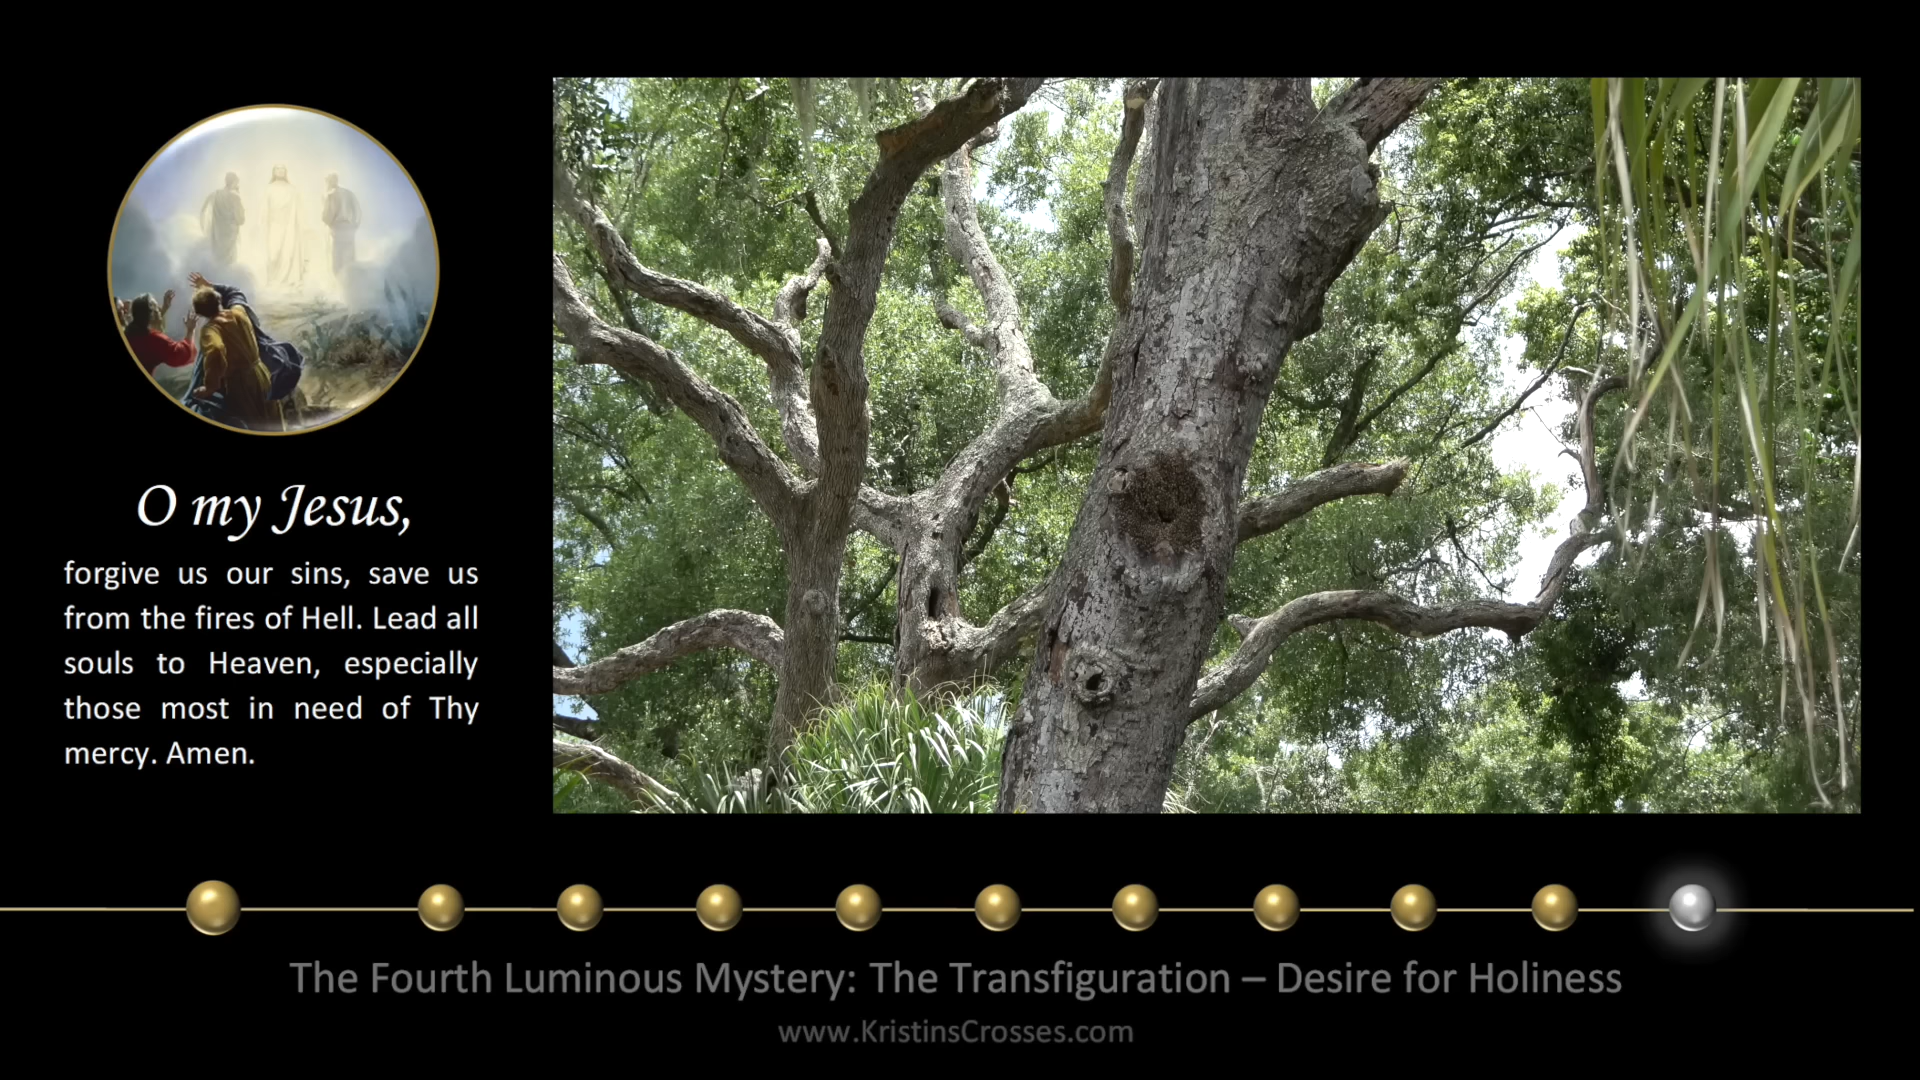 O my Jesus,
forgive us our sins, save us
from the fires of Hell. Lead all
souls to Heaven, especially
those most in need of Thy
mercy. Amen.
The Fourth Luminous Mystery: The Transfiguration – Desire for Holiness
www.KristinsCrosses.com